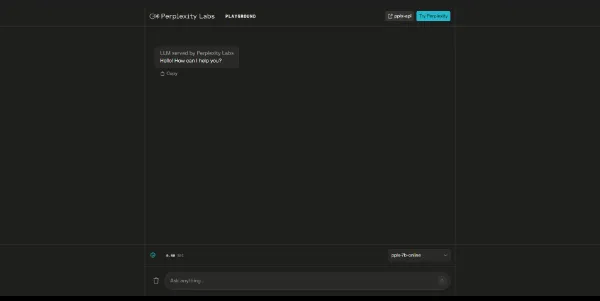 Perplexity Labs PLAYGROUND pplx-api Try Perplexity
LLM served by Perplexity Labs
Hello! How can I help you?
Copy
pplx-7b-online
Ask anything...